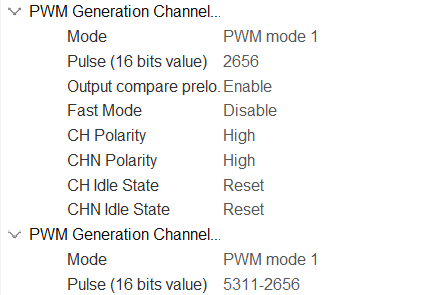 PWM Generation Channel...
Mode PWM mode 1
Pulse (16 bits value) 2656
Output compare prelo. Enable
Fast Mode Disable
CH Polarity High
CHN Polarity High
CH Idle State Reset
CHN Idle State Reset
PWM Generation Channel...
Mode PWM mode 1
Pulse (16 bits value) 5311-2656